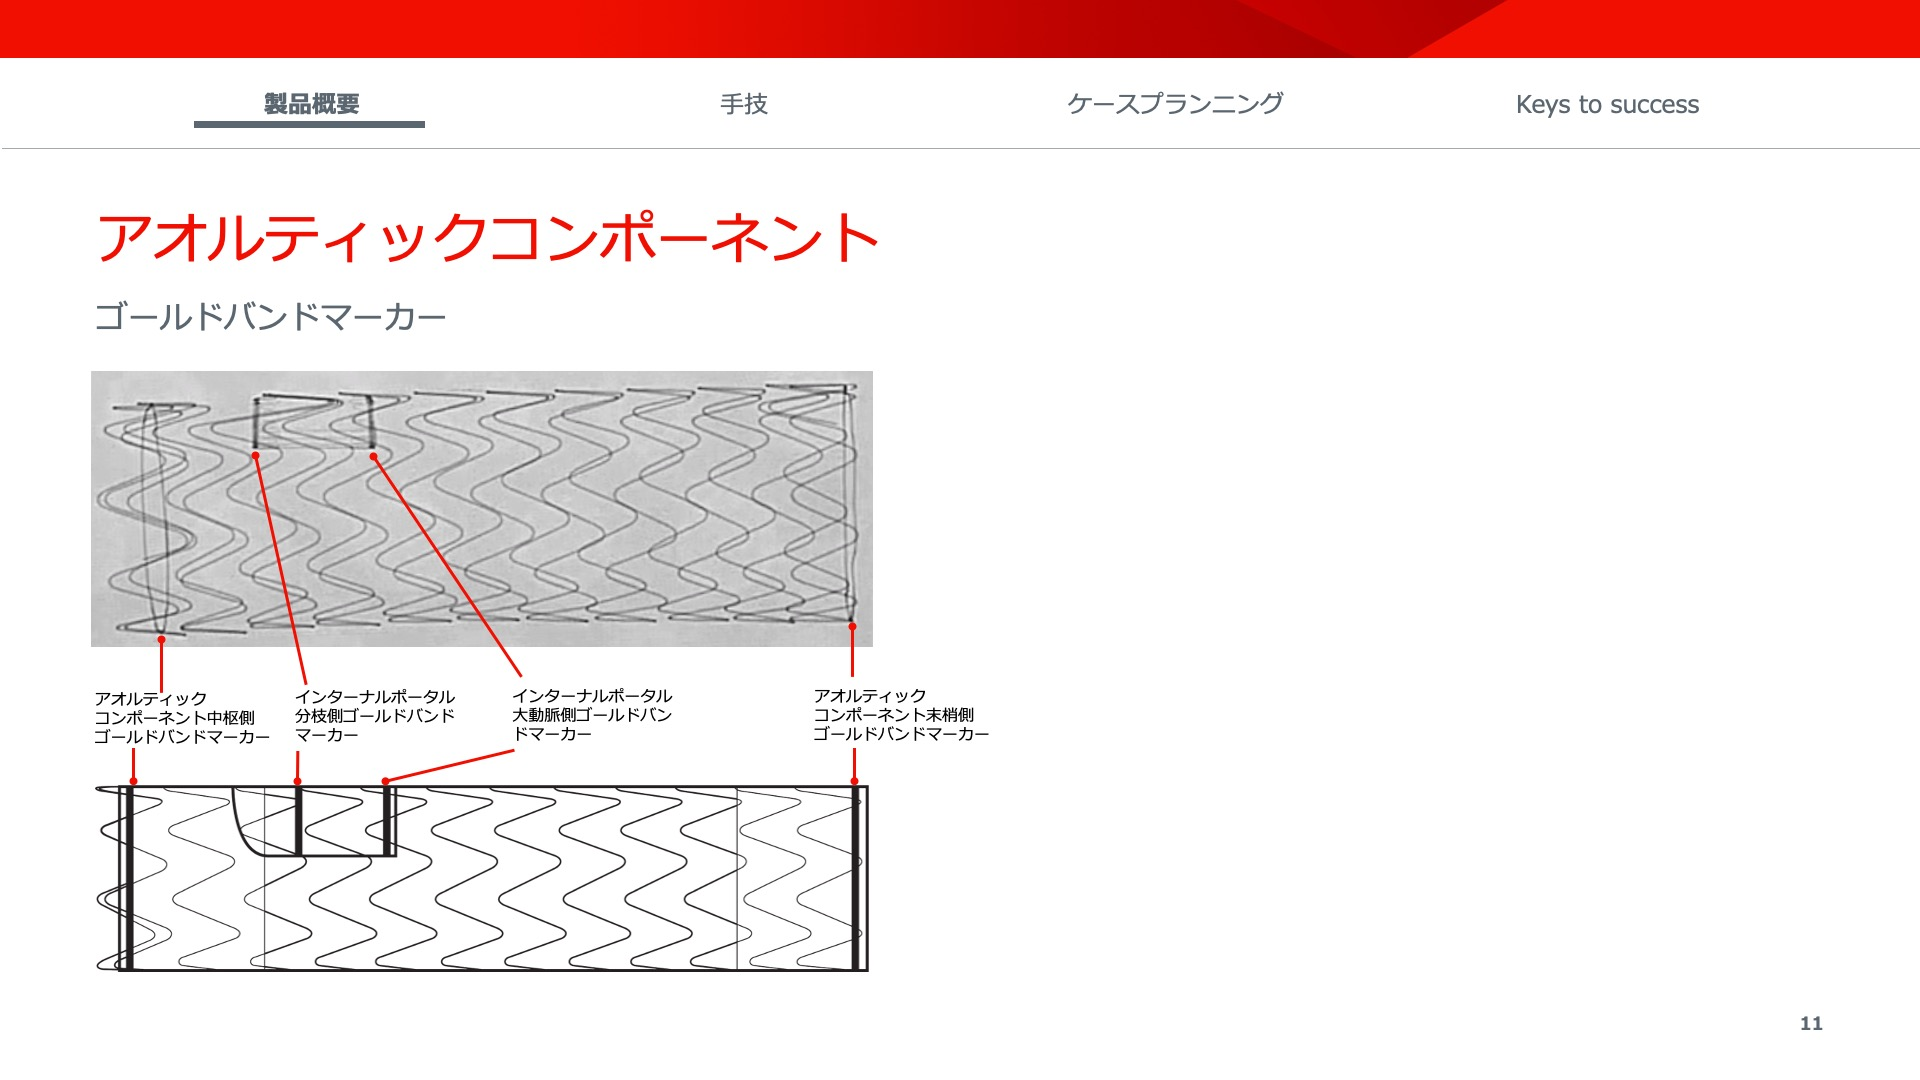 製品概要
手技
ケースプランニング
Keys to success
アオルティックコンポーネント
ゴールドバンドマーカー
アオルティック
コンポーネント中枢側
ゴールドバンドマーカー
インターナルポータル
分枝側ゴールドバンド
マーカー
インターナルポータル
大動脈側ゴールドバン
ドマーカー
アオルティック
コンポーネント末梢側
ゴールドバンドマーカー
11